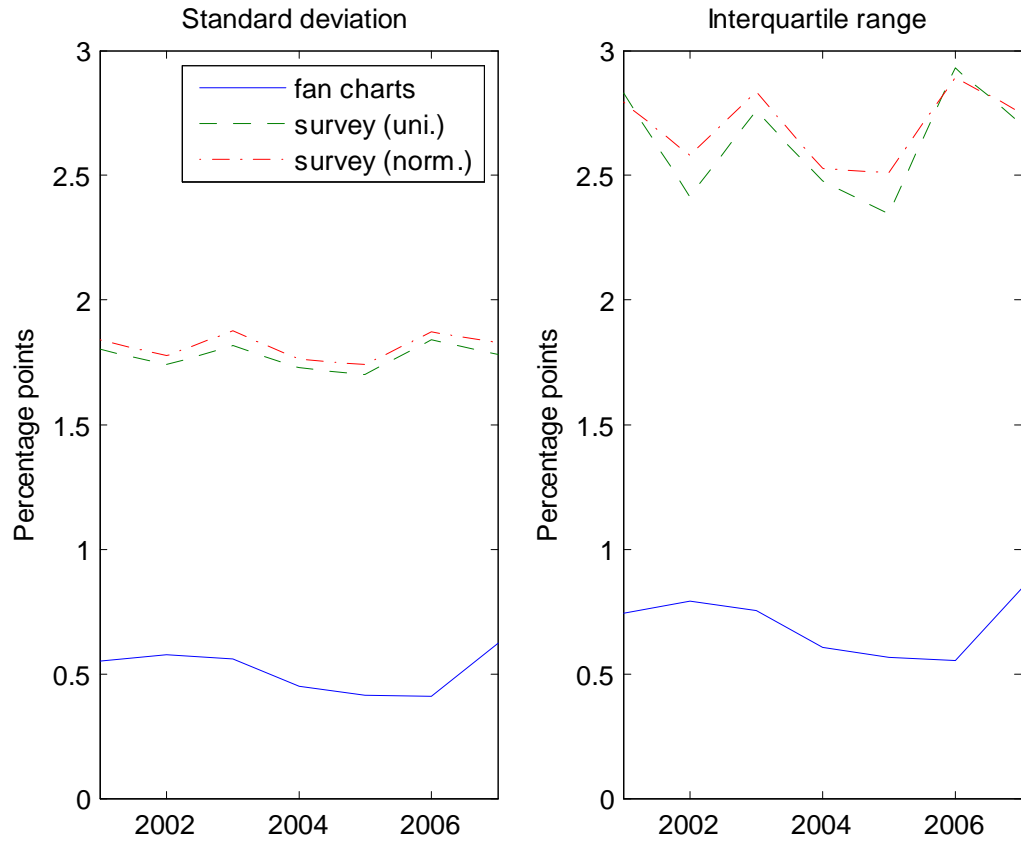 Standard deviation
3
2.5
2
1.5
1
0.5
0
Percentage points
2002 2004 2006
fan charts
survey (uni.)
survey (norm.)
Interquartile range
3
2.5
2
1.5
1
0.5
0
Percentage points
2002 2004 2006